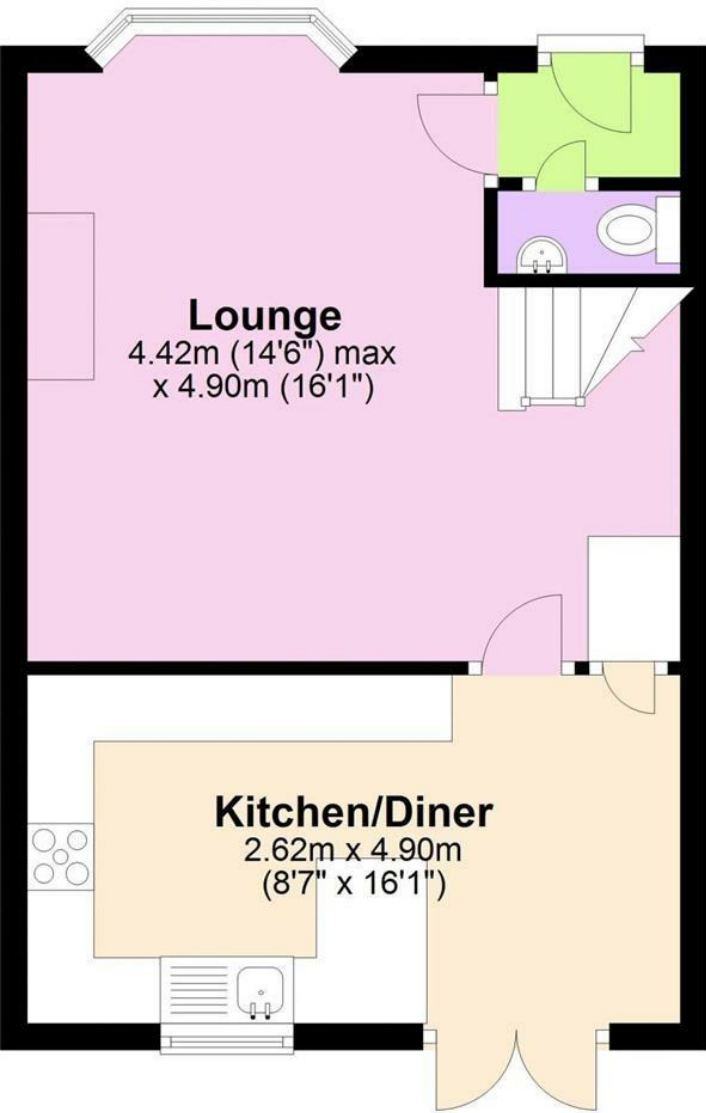 Lounge
4.42m (14'6") max
x 4.90m (16'1")
Kitchen/Diner
2.62m x 4.90m
(8'7" x 16'1")